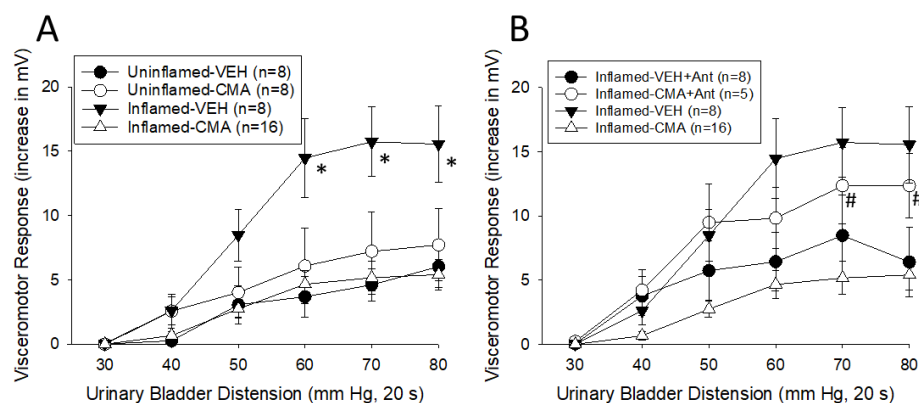 A
Visceromotor Response (increase in mV)
Uninflamed-VEH (n=8)
Uninflamed-CMA (n=8)
Inflamed-VEH (n=8)
Inflamed-CMA (n=16)
20
15
10
5
0
* * *
30 40 50 60 70 80
Urinary Bladder Distension (mm Hg, 20 s)
B
Visceromotor Response (increase in mV)
Inflamed-VEH+Ant (n=8)
Inflamed-CMA+Ant (n=5)
Inflamed-VEH (n=8)
Inflamed-CMA (n=16)
20
15
10
5
0
# #
30 40 50 60 70 80
Urinary Bladder Distension (mm Hg, 20 s)